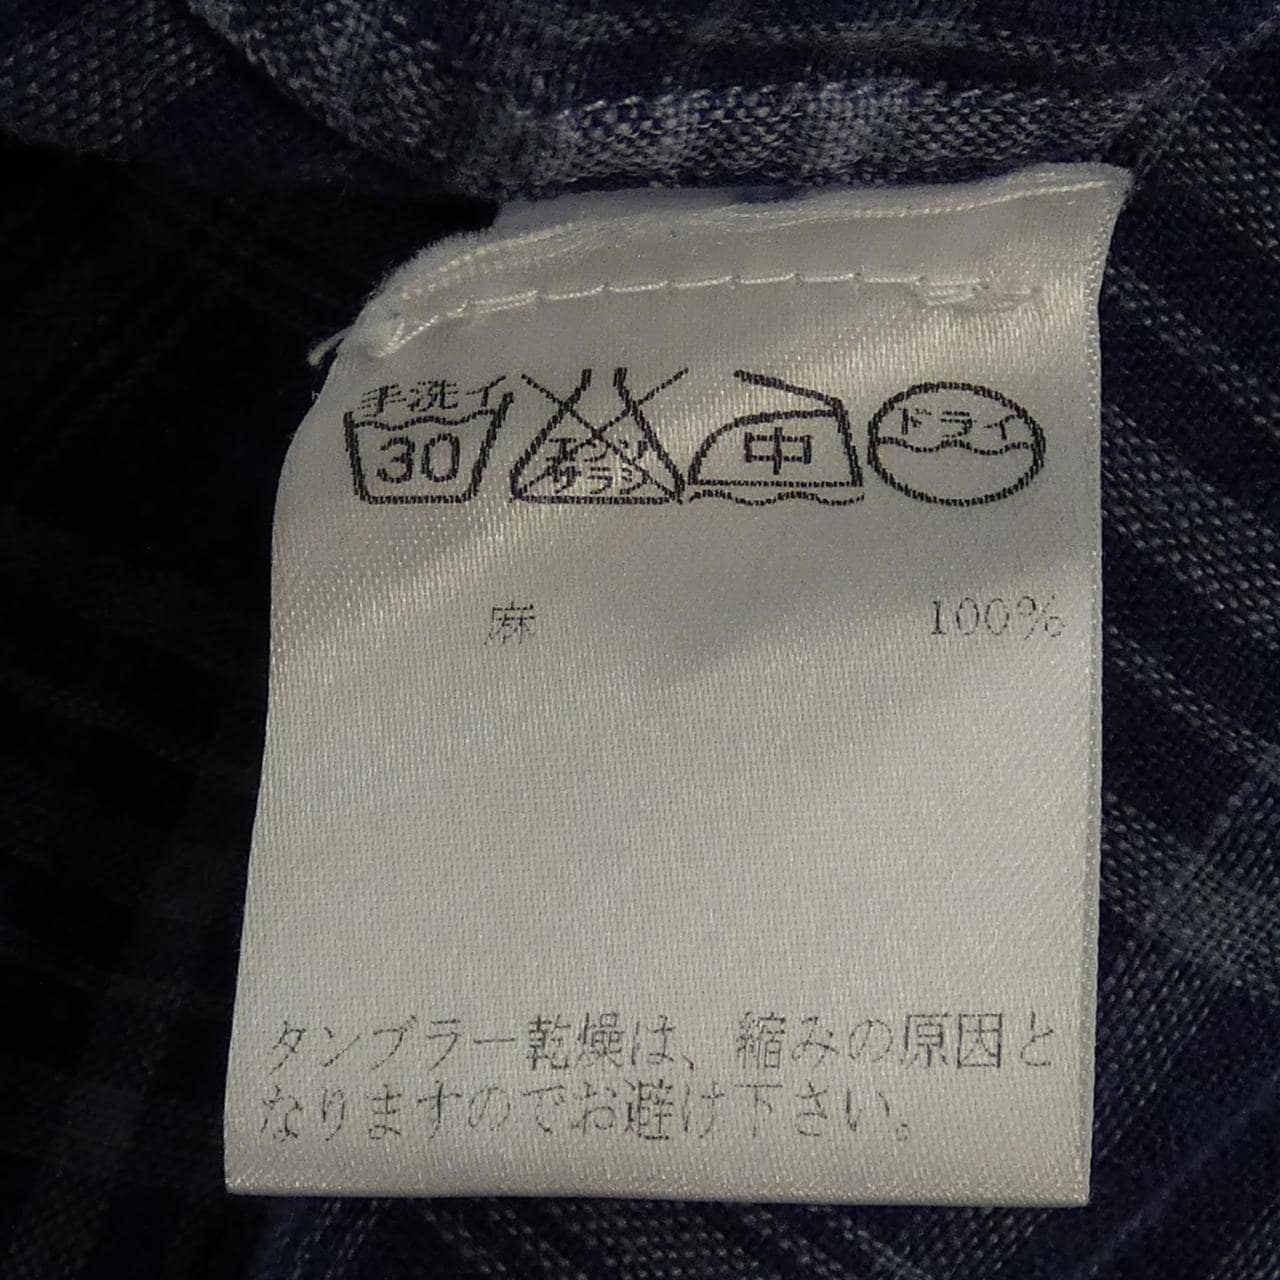 手洗イ
30
エンソ
サラシ
中
ドライ
麻 100%
タンブラー乾燥は、縮みの原因と
なりますのでお避け下さい。